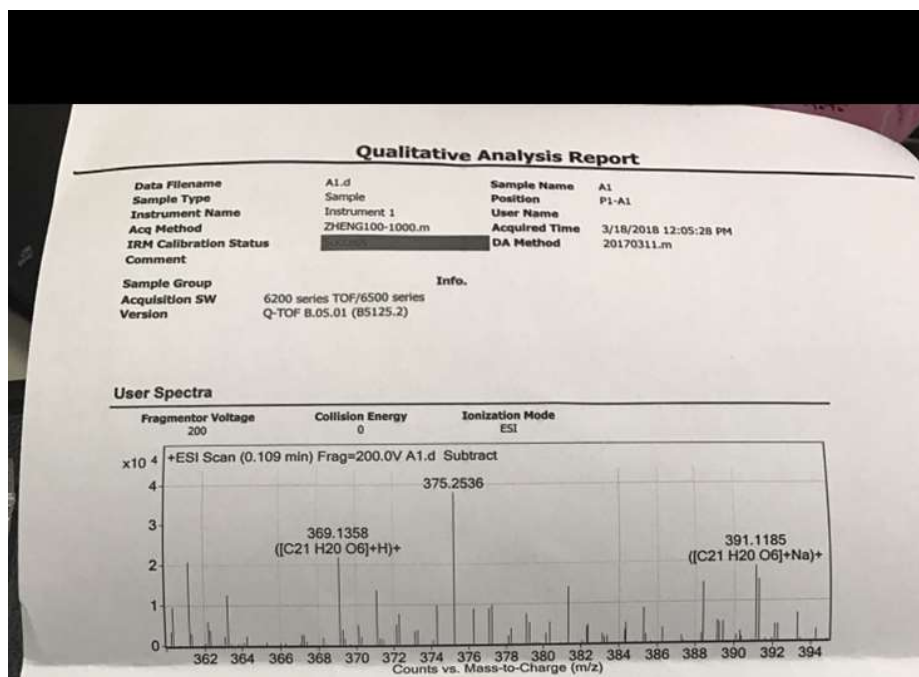 Qualitative Analysis Report
Data Filename A1.d Sample Name A1
Sample Type Sample Position P1-A1
Instrument Name Instrument 1 User Name
Acq Method ZHENG100-1000.m Acquired Time 3/18/2018 12:05:28 PM
IRM Calibration Status Success DA Method 20170311.m
Comment
Sample Group Info.
Acquisition SW 6200 series TOF/6500 series
Version Q-TOF B.05.01 (B5125.2)
User Spectra
Fragmentor Voltage Collision Energy Ionization Mode
200 0 ESI
x10 4 +ESI Scan (0.109 min) Frag=200.0V A1.d Subtract
375.2536
4
3
369.1358 391.1185
([C21 H20 O6]+H)+ ([C21 H20 O6]+Na)+
2
1
0
362 364 366 368 370 372 374 376 378 380 382 384 386 388 390 392 394
Counts vs. Mass-to-Charge (m/z)